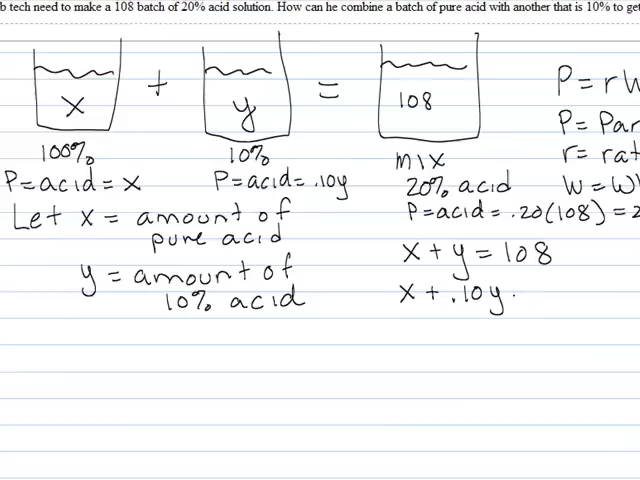 b tech need to make a 108 batch of 20% acid solution. How can he combine a batch of pure acid with another that is 10% to get
x + y = 108
100% 10% mix
P = acid = x P = acid = .10y 20% acid
P = acid = .20(108) = 2
Let x = amount of
pure acid
y = amount of
10% acid
x + y = 108
x + .10y
P = r W
P = Par
r = rat
W = W